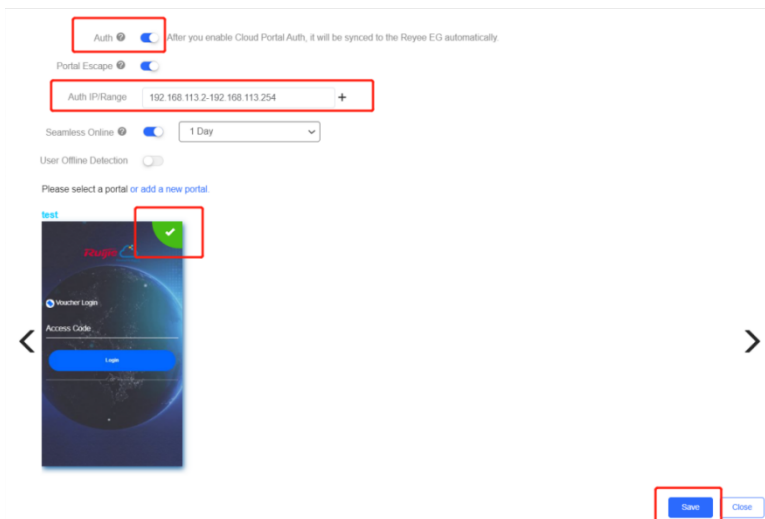 Auth ? After you enable Cloud Portal Auth, it will be synced to the Reyee EG automatically.
Portal Escape ?
Auth IP/Range 192.168.113.2-192.168.113.254 +
Seamless Online ? 1 Day
User Offline Detection
Please select a portal or add a new portal.
test
Ruijie
Voucher Login
Access Code
Login
Save Close